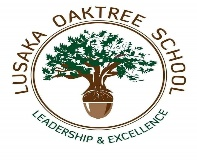 LUSAKA OAKTREE SCHOOL
LEADERSHIP & EXCELLENCE